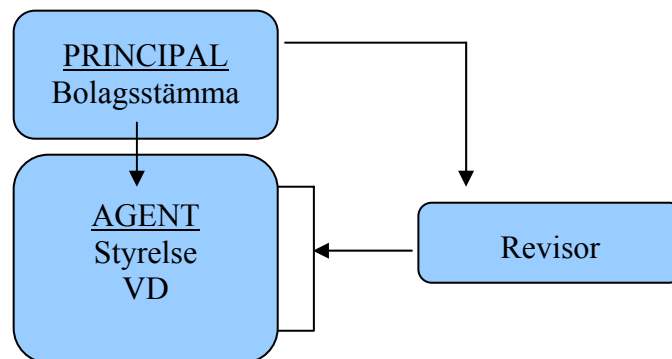 PRINCIPAL
Bolagsstämma
AGENT
Styrelse
VD
Revisor